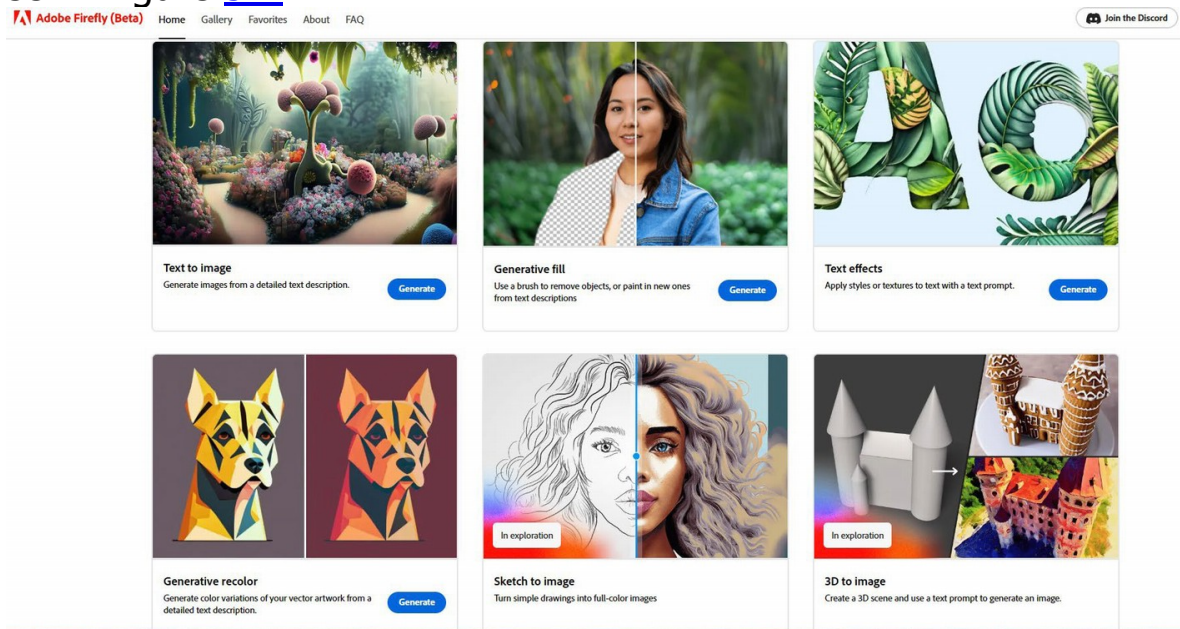 Adobe Firefly (Beta) Home Gallery Favorites About FAQ Join the Discord
Text to image
Generate images from a detailed text description.
Generate
Generative fill
Use a brush to remove objects, or paint in new ones
from text descriptions
Generate
Text effects
Apply styles or textures to text with a text prompt.
Generate
Generative recolor
Generate color variations of your vector artwork from a
detailed text description.
Generate
In exploration
Sketch to image
Turn simple drawings into full-color images
In exploration
3D to image
Create a 3D scene and use a text prompt to generate an image.